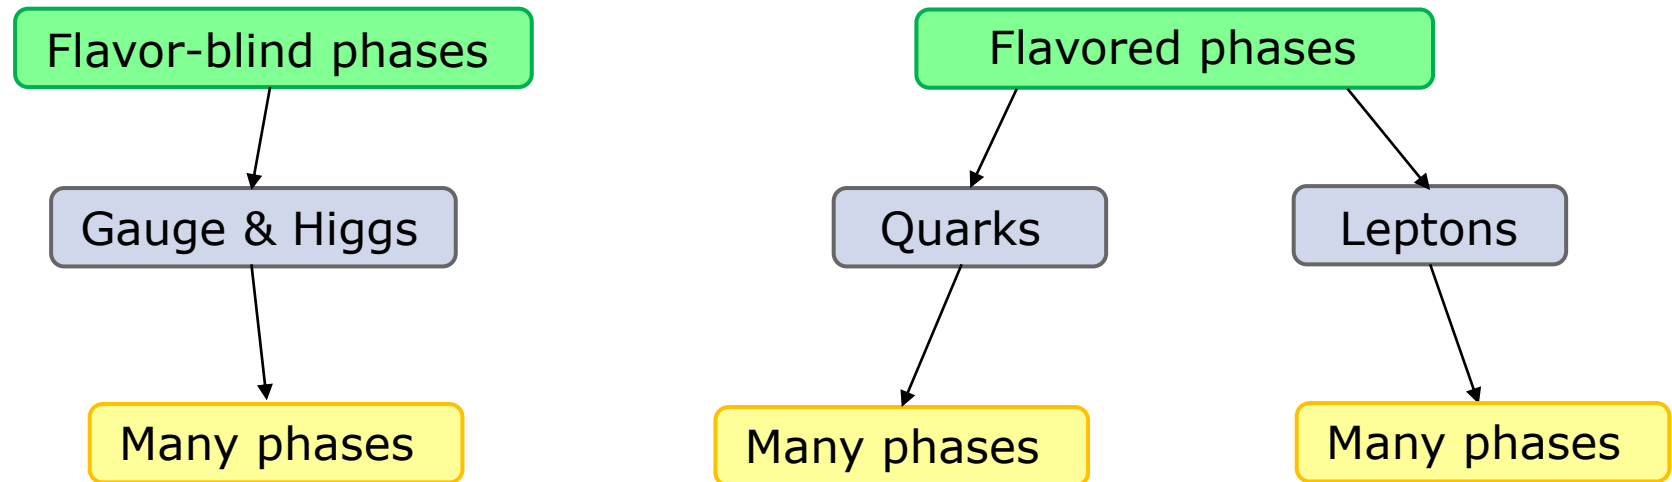 Flavor-blind phases
Flavored phases
Gauge & Higgs
Quarks
Leptons
Many phases
Many phases
Many phases